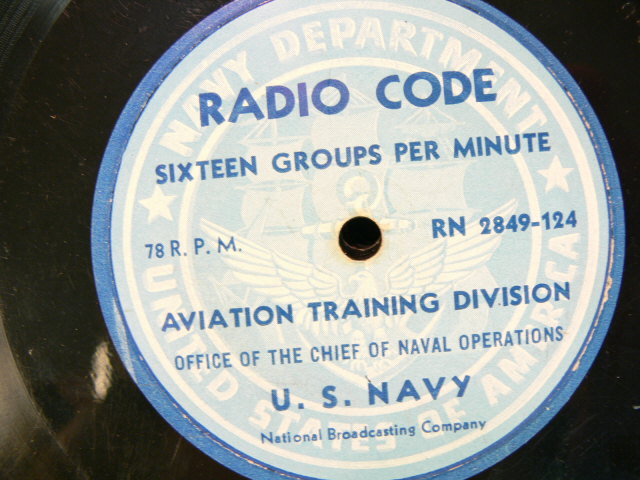 NAVY DEPARTMENT
RADIO CODE
SIXTEEN GROUPS PER MINUTE
78 R. P. M.
RN 2849-124
AVIATION TRAINING DIVISION
OFFICE OF THE CHIEF OF NAVAL OPERATIONS
U. S. NAVY
National Broadcasting Company
UNITED STATES OF AMERICA